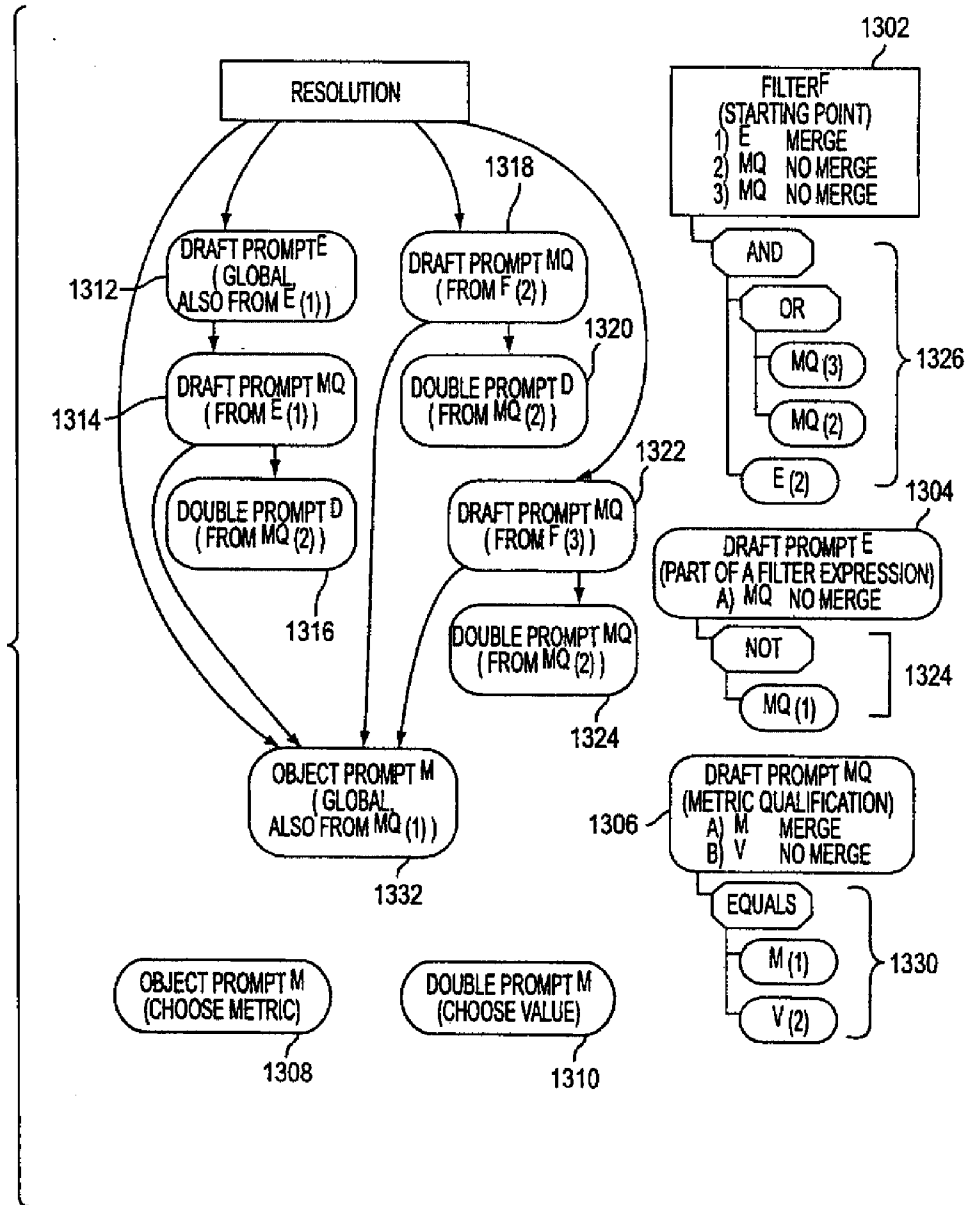 RESOLUTION
1312
DRAFT PROMPT E
( GLOBAL,
ALSO FROM E (1) )
1314
DRAFT PROMPT MQ
( FROM E (1) )
DOUBLE PROMPT D
( FROM MQ (2) )
1316
1318
DRAFT PROMPT MQ
( FROM F (2) )
1320
DOUBLE PROMPT D
( FROM MQ (2) )
1322
DRAFT PROMPT MQ
( FROM F (3) )
DOUBLE PROMPT MQ
( FROM MQ (2) )
1324
OBJECT PROMPT M
( GLOBAL,
ALSO FROM MQ (1) )
1332
OBJECT PROMPT M
(CHOOSE METRIC)
1308
DOUBLE PROMPT M
(CHOOSE VALUE)
1310
1302
FILTER F
(STARTING POINT)
1) E MERGE
2) MQ NO MERGE
3) MQ NO MERGE
AND
OR
MQ (3)
MQ (2)
E (2)
1326
1304
DRAFT PROMPT E
(PART OF A FILTER EXPRESSION)
A) MQ NO MERGE
NOT
MQ (1)
1324
1306
DRAFT PROMPT MQ
(METRIC QUALIFICATION)
A) M MERGE
B) V NO MERGE
EQUALS
M (1)
V (2)
1330